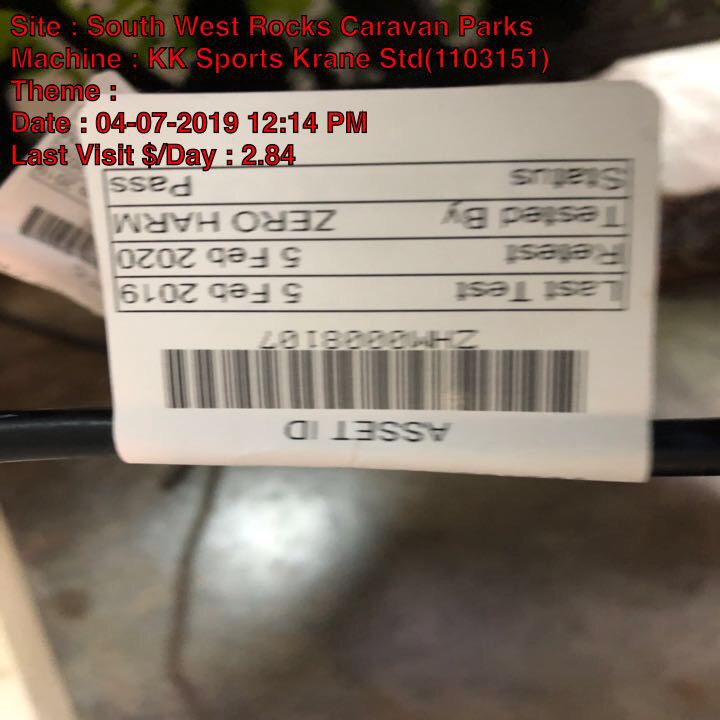 Site : South West Rocks Caravan Parks
Machine : KK Sports Krane Std(1103151)
Theme :
Date : 04-07-2019 12:14 PM
Last Visit $/Day : 2.84
ASSET ID
ZHM0008107
Last Test 5 Feb 2019
Retest 5 Feb 2020
Tested By ZERO HARM
Status Pass